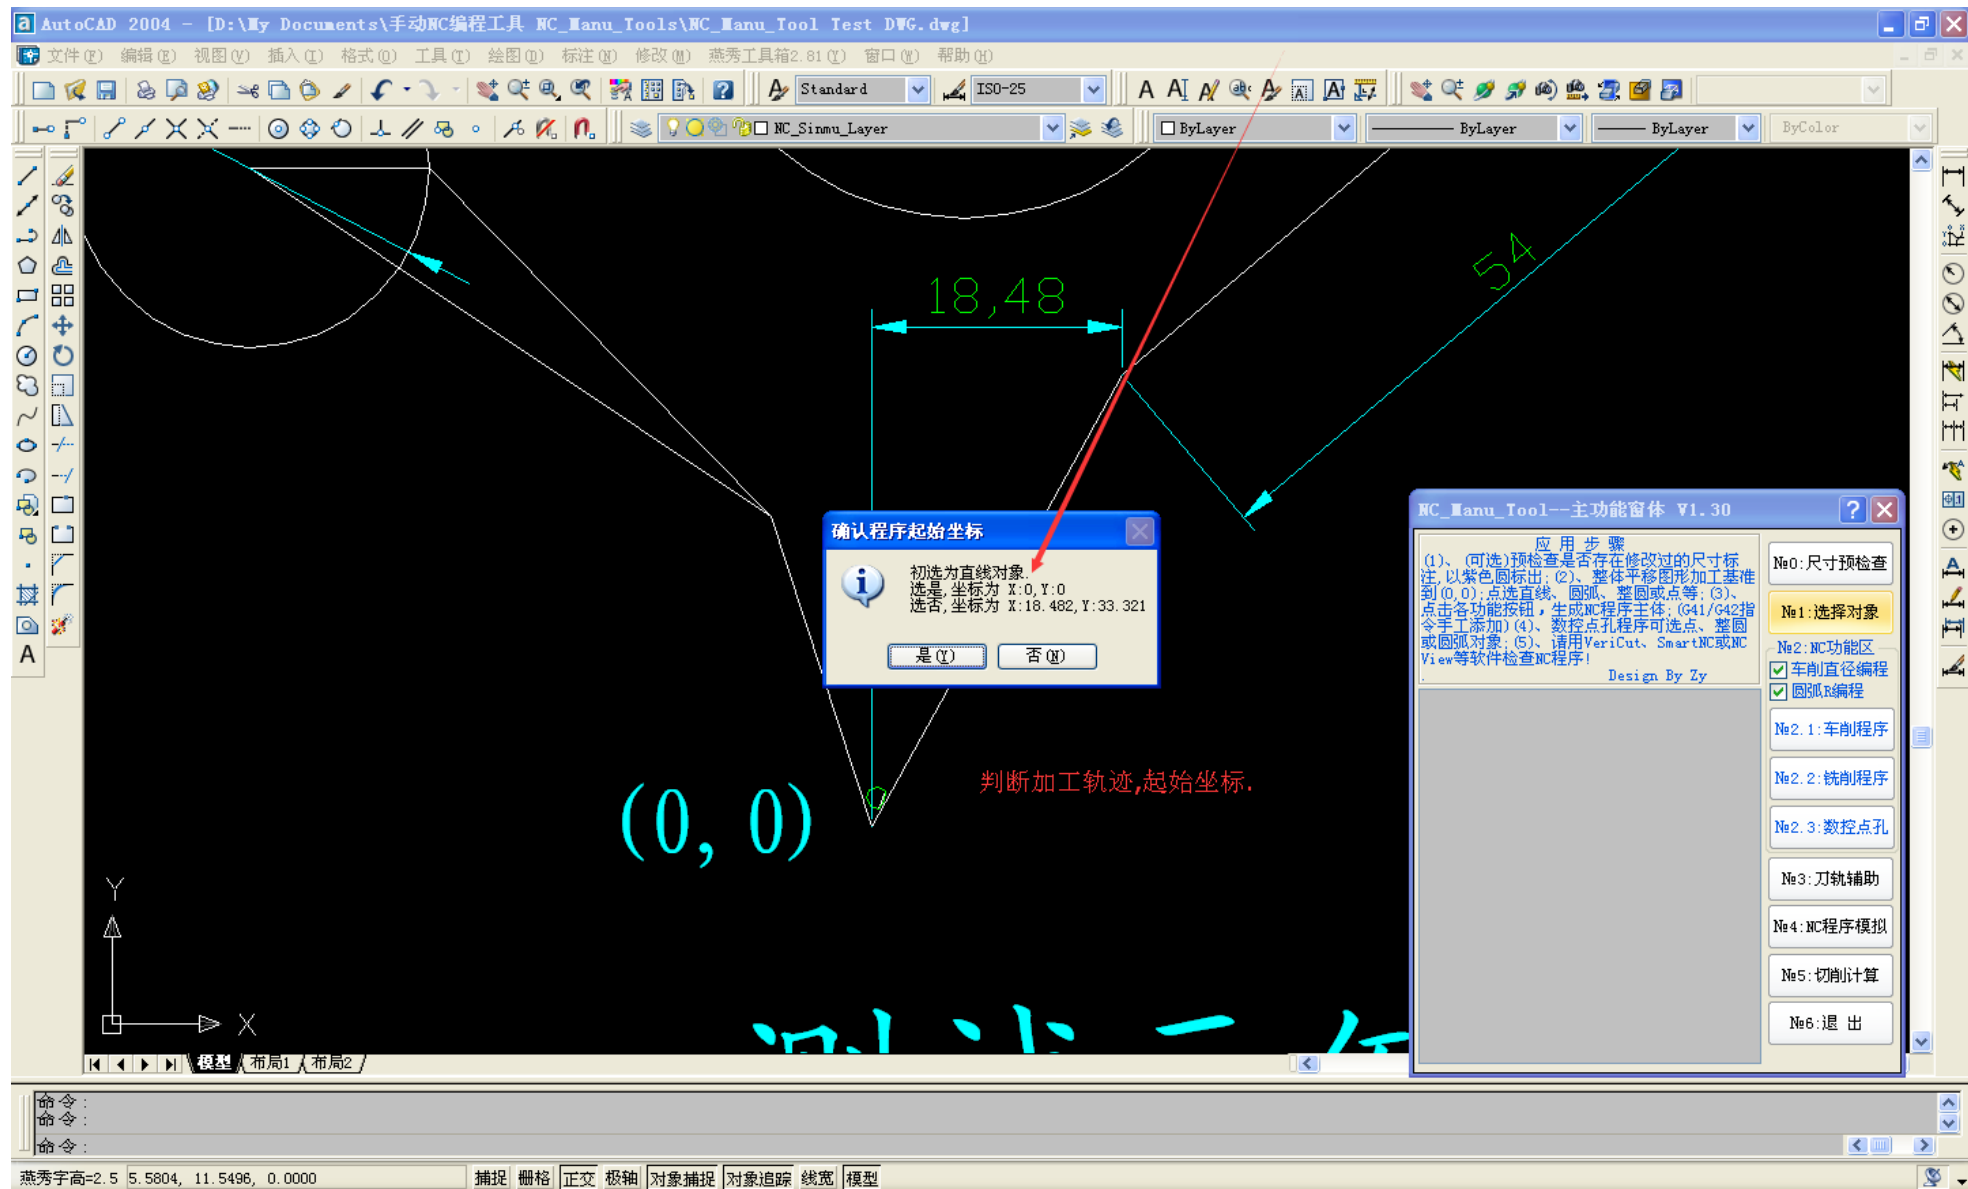 AutoCAD 2004 - [D:\My Documents\手动NC编程工具 NC_Manu_Tools\NC_Manu_Tool Test DWG.dwg]
文件(F) 编辑(E) 视图(V) 插入(I) 格式(O) 工具(T) 绘图(D) 标注(N) 修改(M) 燕秀工具箱2.81(Y) 窗口(W) 帮助(H)
Standard ISO-25
NC_Sinmu_Layer ByLayer ByLayer ByLayer ByColor
18,48
54
确认程序起始坐标
初选为直线对象.
选是,坐标为 X:0,Y:0
选否,坐标为 X:18.482,Y:33.321
是(Y) 否(N)
判断加工轨迹,起始坐标.
(0, 0)
Y
X
NC_Manu_Tool--主功能窗体 V1.30
应 用 步 骤
(1)、(可选)预检查是否存在修改过的尺寸标
注,以紫色圆标出;(2)、整体平移图形加工基准
到(0,0);点选直线、圆弧、整圆或点等;(3)、
点击各功能按钮，生成NC程序主体;(G41/G42指
令手工添加)(4)、数控点孔程序可选点、整圆
或圆弧对象;(5)、请用VeriCut、SmartNC或NC
View等软件检查NC程序!
. Design By Zy
№0:尺寸预检查
№1:选择对象
№2:NC功能区
车削直径编程
圆弧R编程
№2.1:车削程序
№2.2:铣削程序
№2.3:数控点孔
№3:刀轨辅助
№4:NC程序模拟
№5:切削计算
№6:退 出
模型 布局1 布局2
命令:
命令:
命令:
燕秀字高=2.5 5.5804, 11.5496, 0.0000 捕捉 栅格 正交 极轴 对象捕捉 对象追踪 线宽 模型